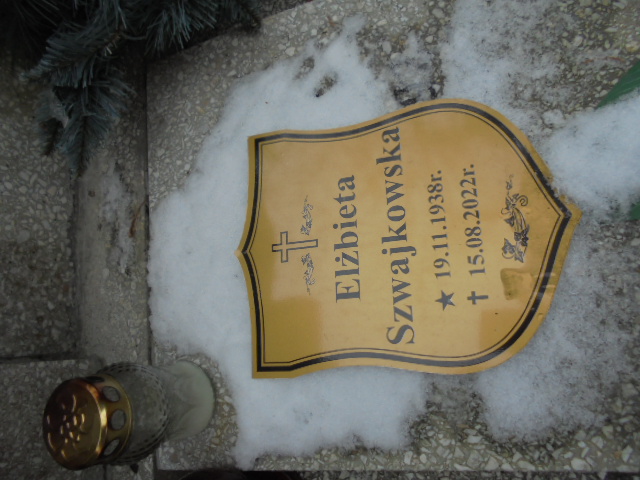 Elżbieta
Szwajkowska
★ 19.11.1938r.
✝ 15.08.2022r.